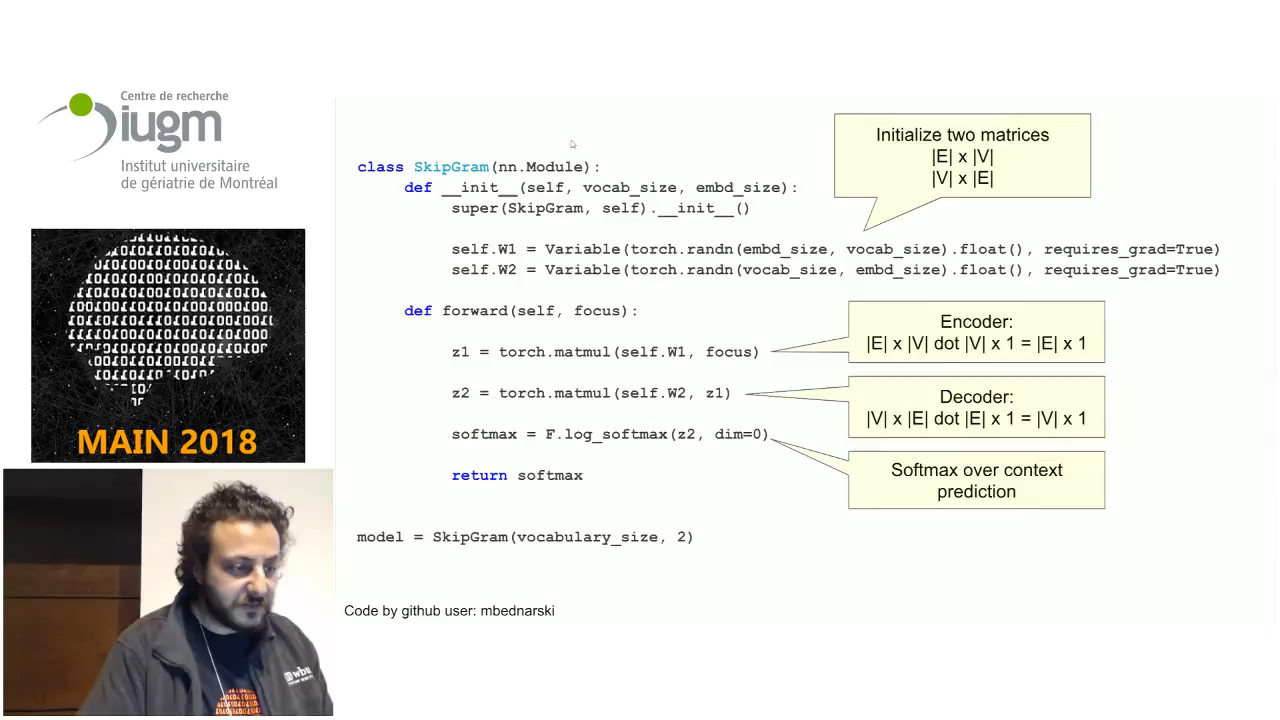 Centre de recherche
iugm
Institut universitaire
de gériatrie de Montréal
MAIN 2018
class SkipGram(nn.Module):
def __init__(self, vocab_size, embd_size):
super(SkipGram, self).__init__()
self.W1 = Variable(torch.randn(embd_size, vocab_size).float(), requires_grad=True)
self.W2 = Variable(torch.randn(vocab_size, embd_size).float(), requires_grad=True)
def forward(self, focus):
z1 = torch.matmul(self.W1, focus)
z2 = torch.matmul(self.W2, z1)
softmax = F.log_softmax(z2, dim=0)
return softmax
model = SkipGram(vocabulary_size, 2)
Initialize two matrices
|E| x |V|
|V| x |E|
Encoder:
|E| x |V| dot |V| x 1 = |E| x 1
Decoder:
|V| x |E| dot |E| x 1 = |V| x 1
Softmax over context
prediction
Code by github user: mbednarski